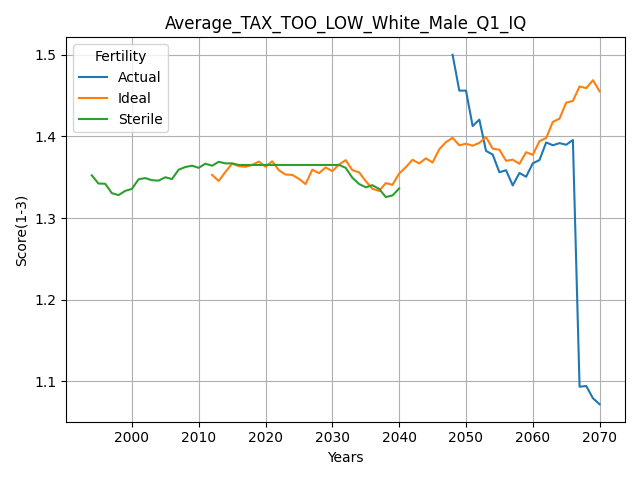 Average_TAX_TOO_LOW_White_Male_Q1_IQ
Fertility
Actual
Ideal
Sterile
1.5
1.4
1.3
1.2
1.1
Score(1-3)
2000 2010 2020 2030 2040 2050 2060 2070
Years